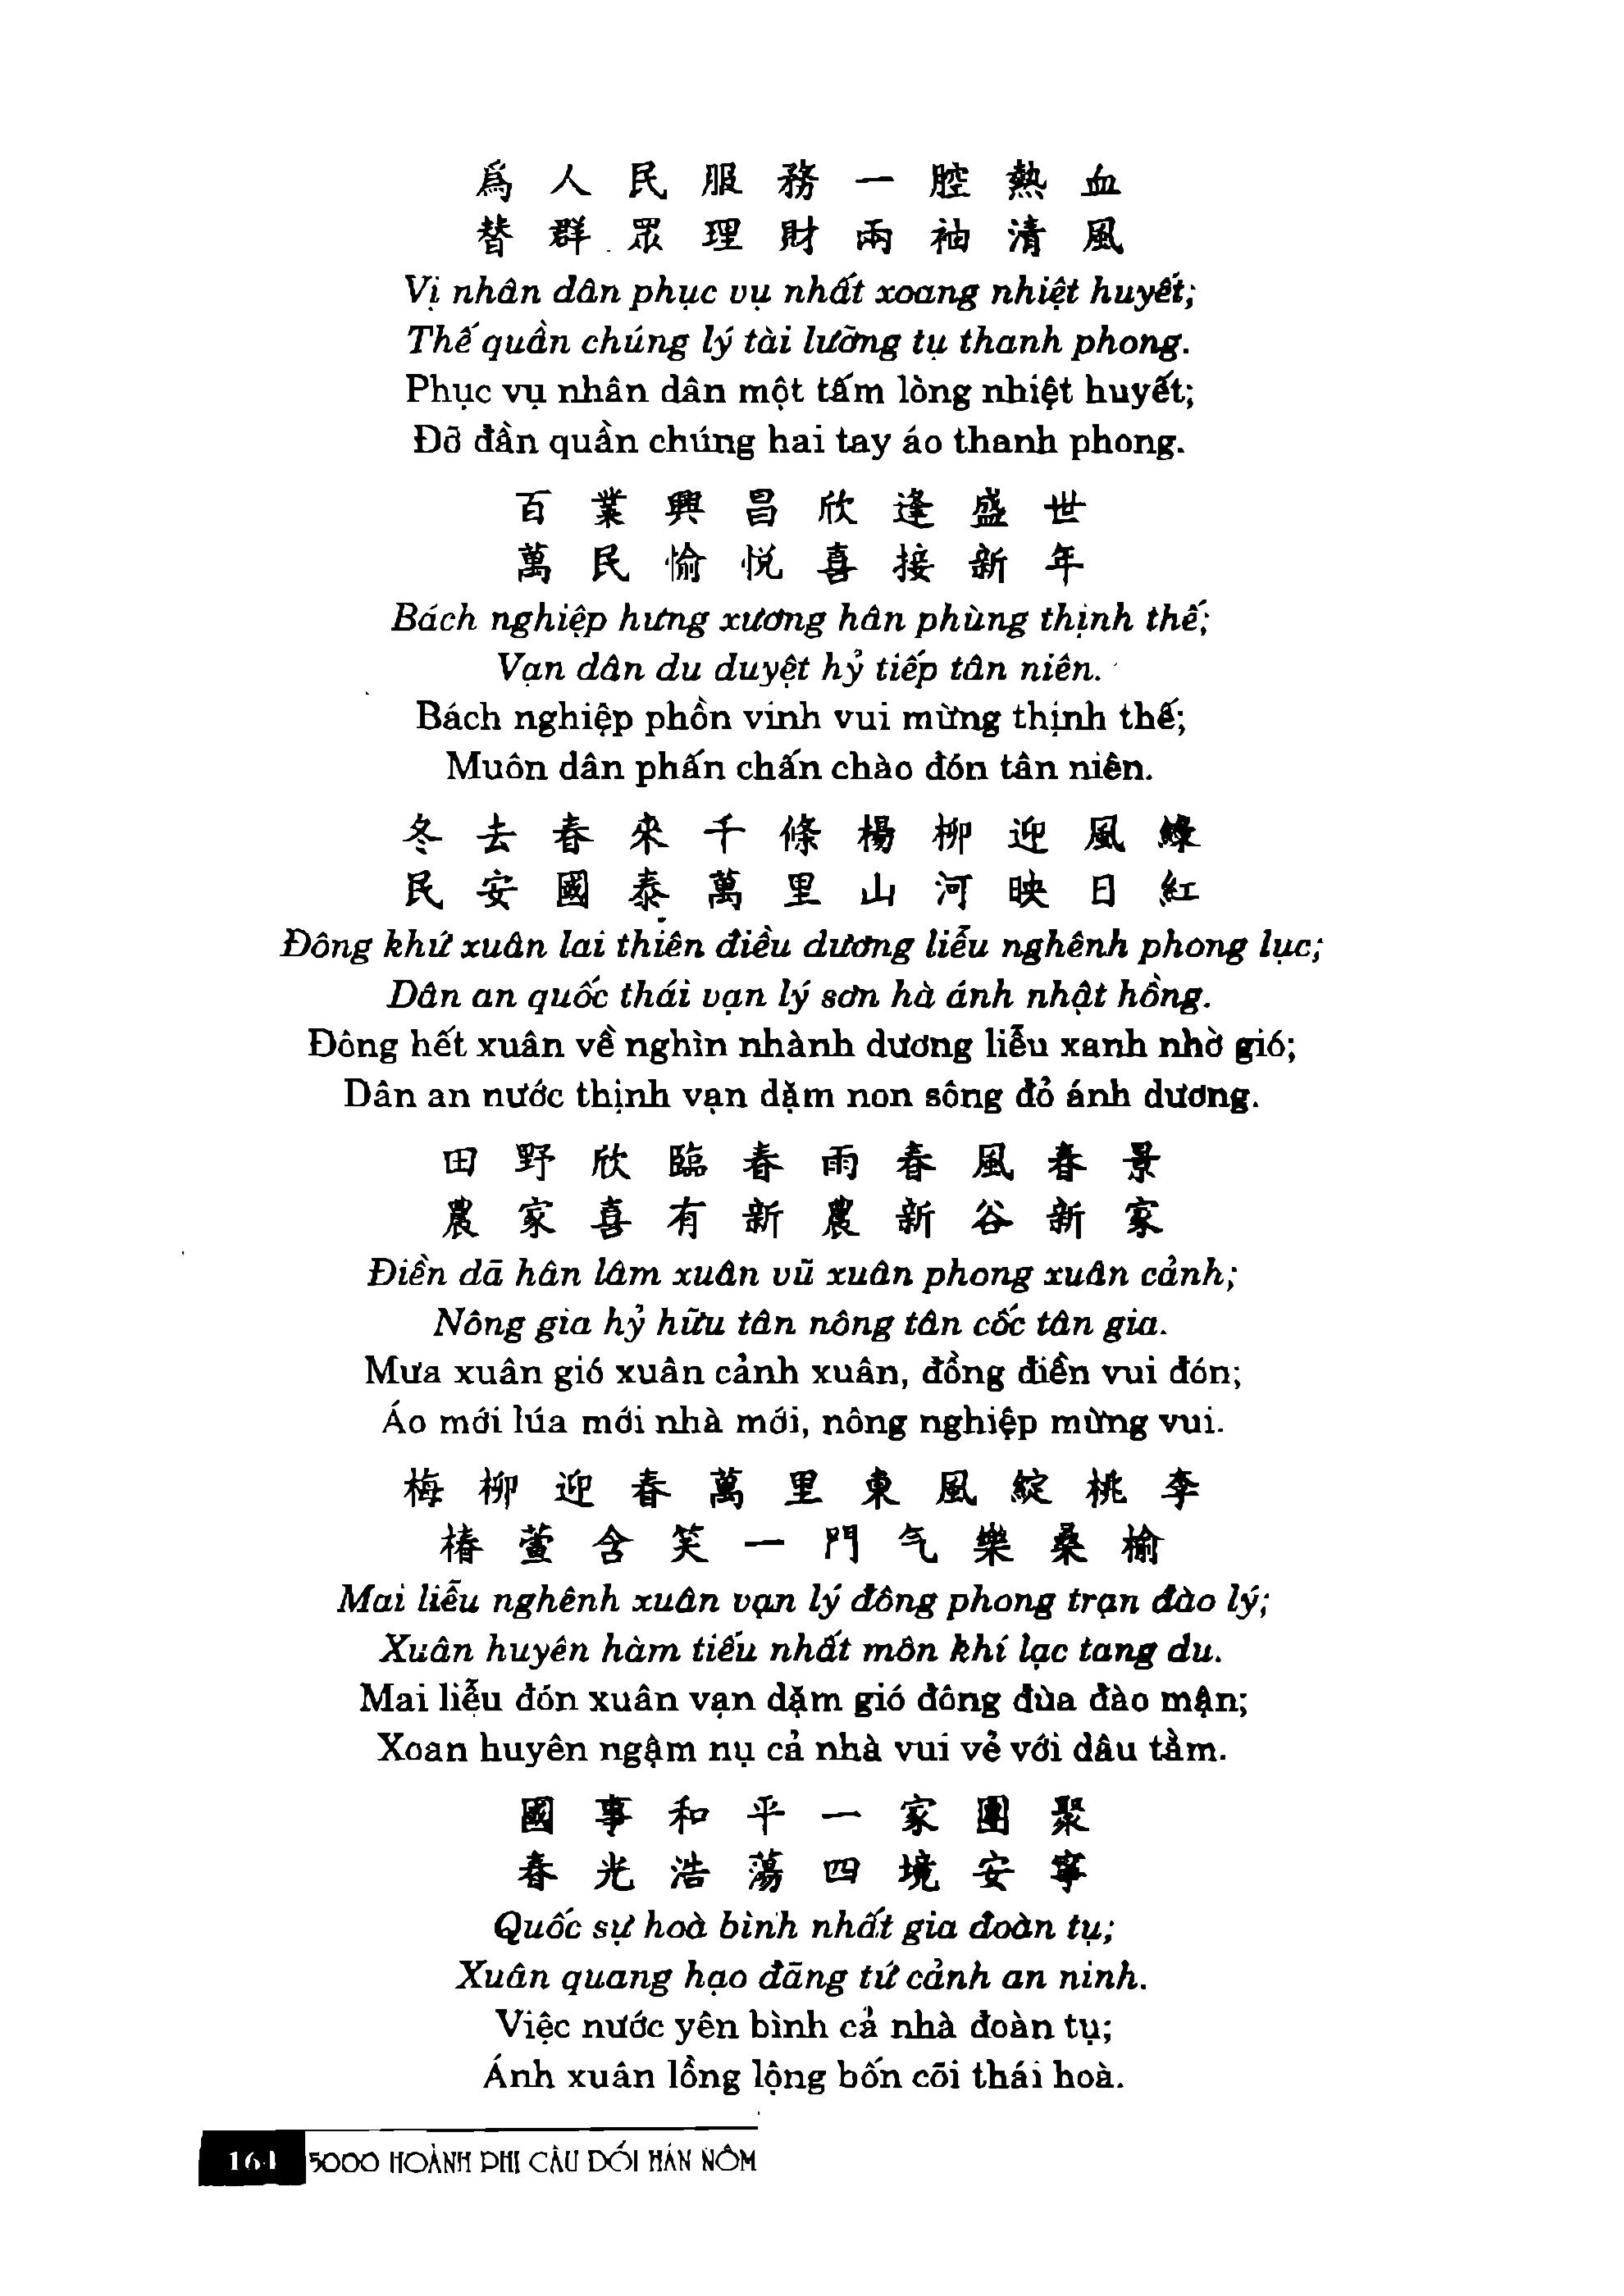 爲人民服務一腔熱血
替群眾理財兩袖清風
Vị nhân dân phục vụ nhất xoang nhiệt huyết;
Thế quần chúng lý tài lưỡng tụ thanh phong.
Phục vụ nhân dân một tấm lòng nhiệt huyết;
Đỡ đần quần chúng hai tay áo thanh phong.
百業興昌欣逢盛世
萬民愉悅喜接新年
Bách nghiệp hưng xương hân phùng thịnh thế;
Vạn dân du duyệt hỷ tiếp tân niên.
Bách nghiệp phồn vinh vui mừng thịnh thế;
Muôn dân phấn chấn chào đón tân niên.
冬去春來千條楊柳迎風綠
民安國泰萬里山河映日紅
Đông khứ xuân lai thiên điều dương liễu nghênh phong lục;
Dân an quốc thái vạn lý sơn hà ánh nhật hồng.
Đông hết xuân về nghìn nhành dương liễu xanh nhờ gió;
Dân an nước thịnh vạn dặm non sông đỏ ánh dương.
田野欣臨春雨春風春景
農家喜有新農新谷新家
Điền dã hân lâm xuân vũ xuân phong xuân cảnh;
Nông gia hỷ hữu tân nông tân cốc tân gia.
Mưa xuân gió xuân cảnh xuân, đồng điền vui đón;
Áo mới lúa mới nhà mới, nông nghiệp mừng vui.
梅柳迎春萬里東風綻桃李
椿萱含笑一門气樂桑榆
Mai liễu nghênh xuân vạn lý đông phong trạn đào lý;
Xuân huyên hàm tiếu nhất môn khí lạc tang du.
Mai liễu đón xuân vạn dặm gió đông đùa đào mận;
Xoan huyên ngậm nụ cả nhà vui vẻ với dâu tằm.
國事和平一家團聚
春光浩蕩四境安寧
Quốc sự hoà bình nhất gia đoàn tụ;
Xuân quang hạo đãng tứ cảnh an ninh.
Việc nước yên bình cả nhà đoàn tụ;
Ánh xuân lồng lộng bốn cõi thái hoà.
164 5000 HOÀNH PHI CÂU DỐI HÁN NÔM